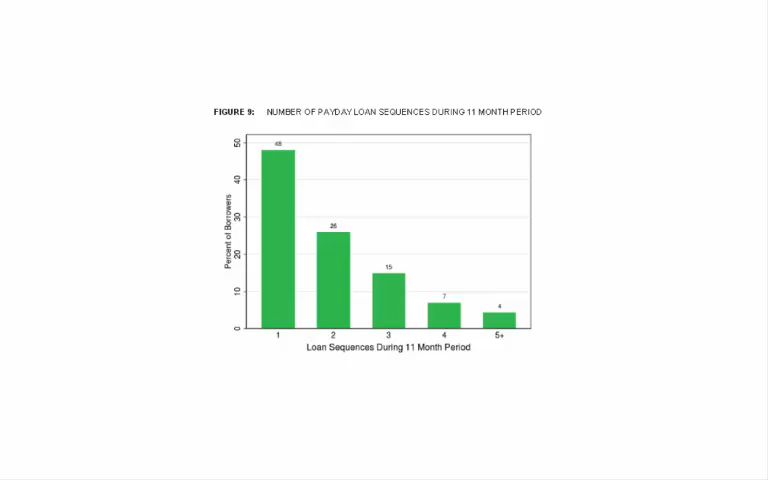 FIGURE 9: NUMBER OF PAYDAY LOAN SEQUENCES DURING 11 MONTH PERIOD
Percent of Borrowers
50
40
30
20
10
0
48
26
15
7
4
1 2 3 4 5+
Loan Sequences During 11 Month Period